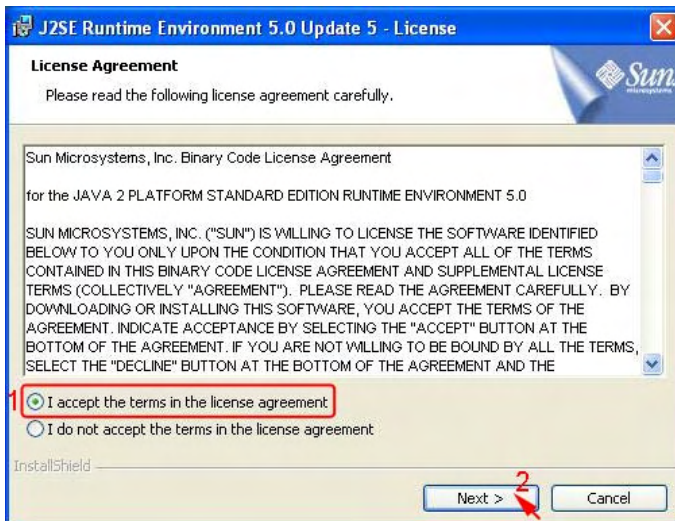 J2SE Runtime Environment 5.0 Update 5 - License
License Agreement
Please read the following license agreement carefully.
Sun
microsystems
Sun Microsystems, Inc. Binary Code License Agreement
for the JAVA 2 PLATFORM STANDARD EDITION RUNTIME ENVIRONMENT 5.0
SUN MICROSYSTEMS, INC. ("SUN") IS WILLING TO LICENSE THE SOFTWARE IDENTIFIED
BELOW TO YOU ONLY UPON THE CONDITION THAT YOU ACCEPT ALL OF THE TERMS
CONTAINED IN THIS BINARY CODE LICENSE AGREEMENT AND SUPPLEMENTAL LICENSE
TERMS (COLLECTIVELY "AGREEMENT"). PLEASE READ THE AGREEMENT CAREFULLY. BY
DOWNLOADING OR INSTALLING THIS SOFTWARE, YOU ACCEPT THE TERMS OF THE
AGREEMENT. INDICATE ACCEPTANCE BY SELECTING THE "ACCEPT" BUTTON AT THE
BOTTOM OF THE AGREEMENT. IF YOU ARE NOT WILLING TO BE BOUND BY ALL THE TERMS,
SELECT THE "DECLINE" BUTTON AT THE BOTTOM OF THE AGREEMENT AND THE
1 I accept the terms in the license agreement
I do not accept the terms in the license agreement
InstallShield
2
Next > Cancel